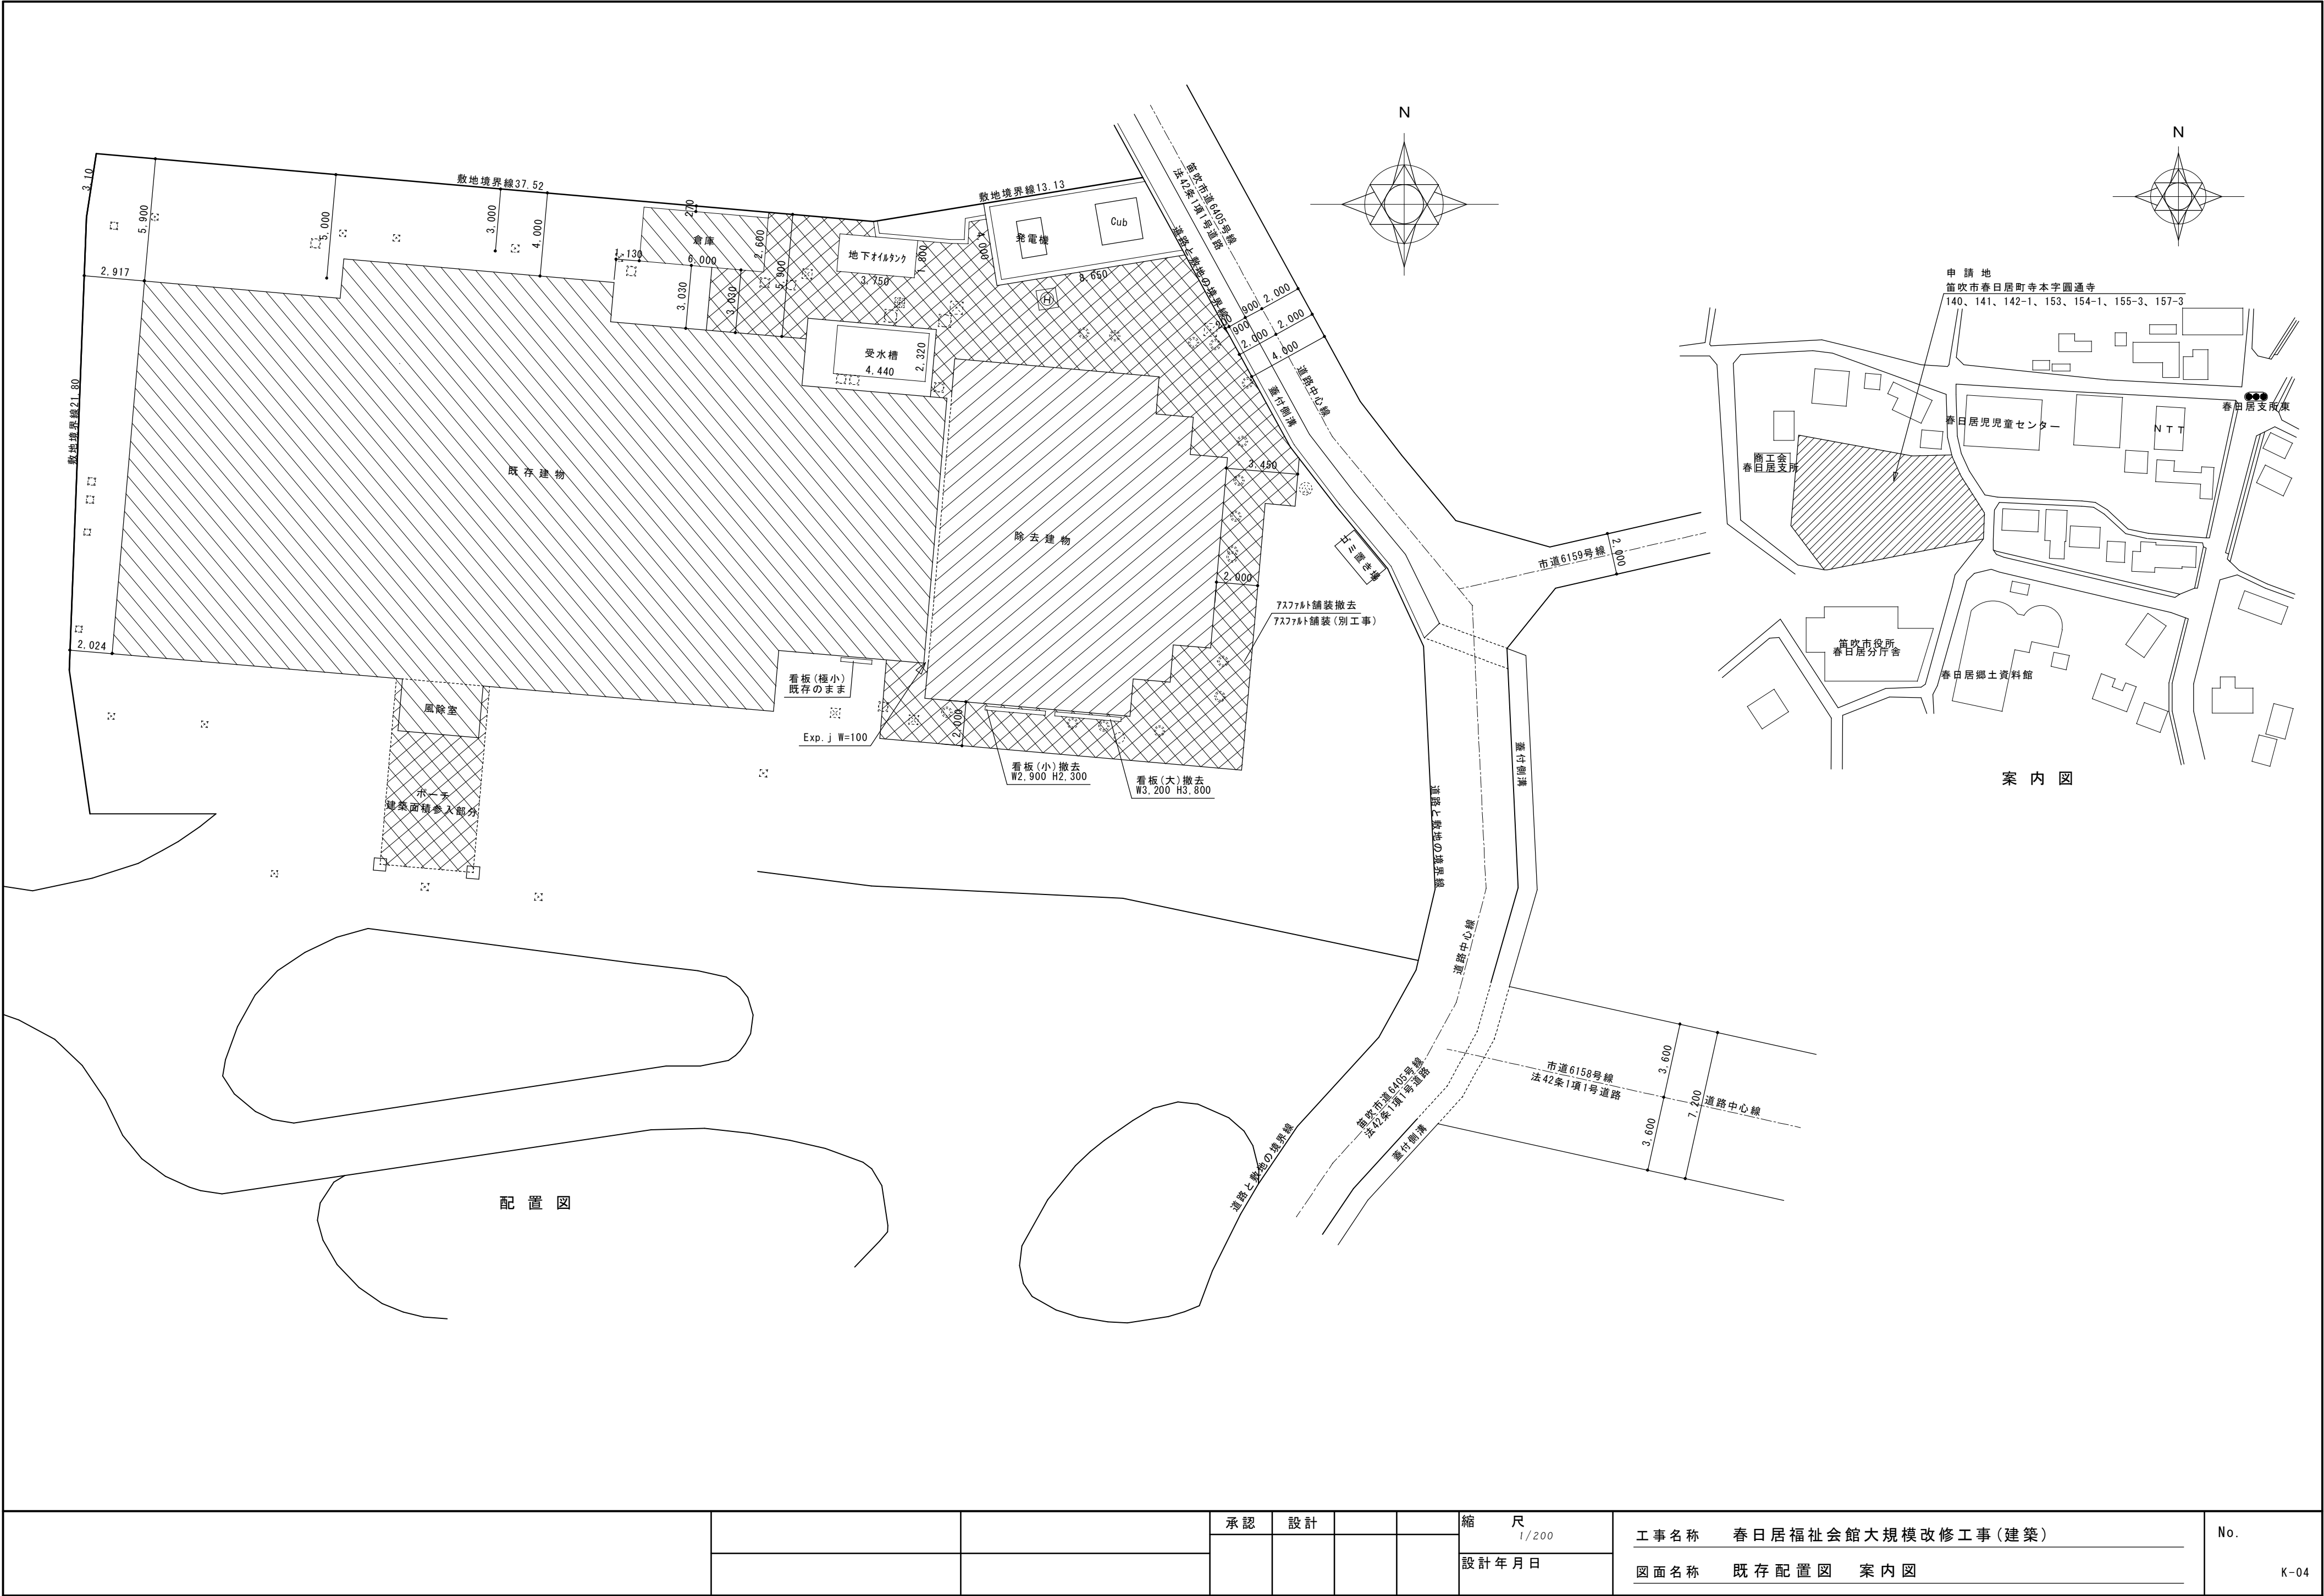 N
N
敷地境界線37.52
敷地境界線13.13
3.10
5,900
5,000
3,000
4,000
270
倉庫
2,600
1,130
6,000
5,900
3,030
3,030
地下オイルタンク
3,750
1,800
4,000
発電機
Cub
8,650
H
笛吹市道6405号線
法42条1項1号道路
道路と敷地の境界線
900
900
2,000
900
2,000
2,000
4,000
道路中心線
蓋付側溝
2,917
敷地境界線21.80
2,024
受水槽
4,440
2,320
既存建物
除去建物
3,450
2,000
ゴミ置き場
市道6159号線
2,000
アスファルト舗装撤去
アスファルト舗装(別工事)
看板(極小)
既存のまま
風除室
Exp.j W=100
2,000
看板(小)撤去
W2,900 H2,300
看板(大)撤去
W3,200 H3,800
ポーチ
建築面積参入部分
蓋付側溝
道路と敷地の境界線
道路中心線
笛吹市道6405号線
法42条1項1号道路
蓋付側溝
道路と敷地の境界線
市道6158号線
法42条1項1号道路
3,600
3,600
7,200
道路中心線
配置図
申請地
笛吹市春日居町寺本字圓通寺
140、141、142-1、153、154-1、155-3、157-3
春日居支所東
春日居児児童センター
NTT
商工会
春日居支所
笛吹市役所
春日居分庁舎
春日居郷土資料館
案内図
承認
設計
縮尺
1/200
設計年月日
工事名称 春日居福祉会館大規模改修工事(建築)
図面名称 既存配置図 案内図
No.
K-04